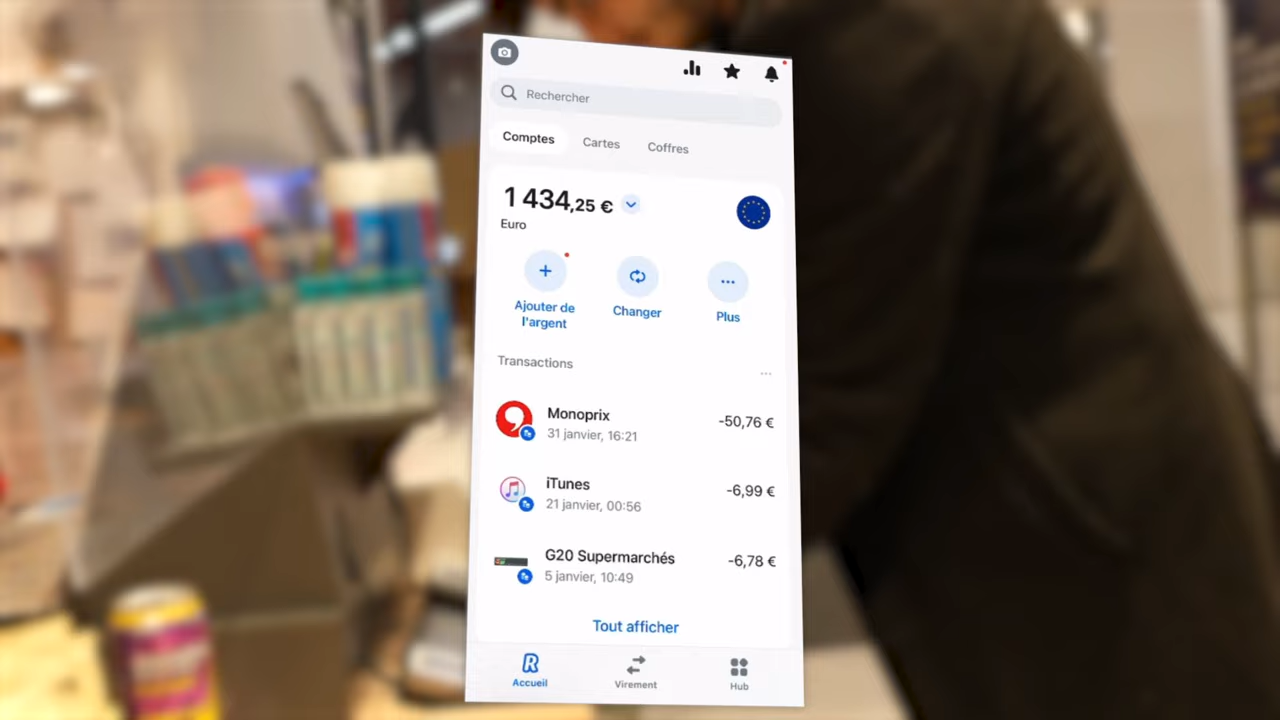 Rechercher
Comptes Cartes Coffres
1 434,25 €
Euro
Ajouter de l'argent
Changer
Plus
Transactions
Monoprix -50,76 €
31 janvier, 16:21
iTunes -6,99 €
21 janvier, 00:56
G20 Supermarchés -6,78 €
5 janvier, 10:49
Tout afficher
Accueil Virement Hub